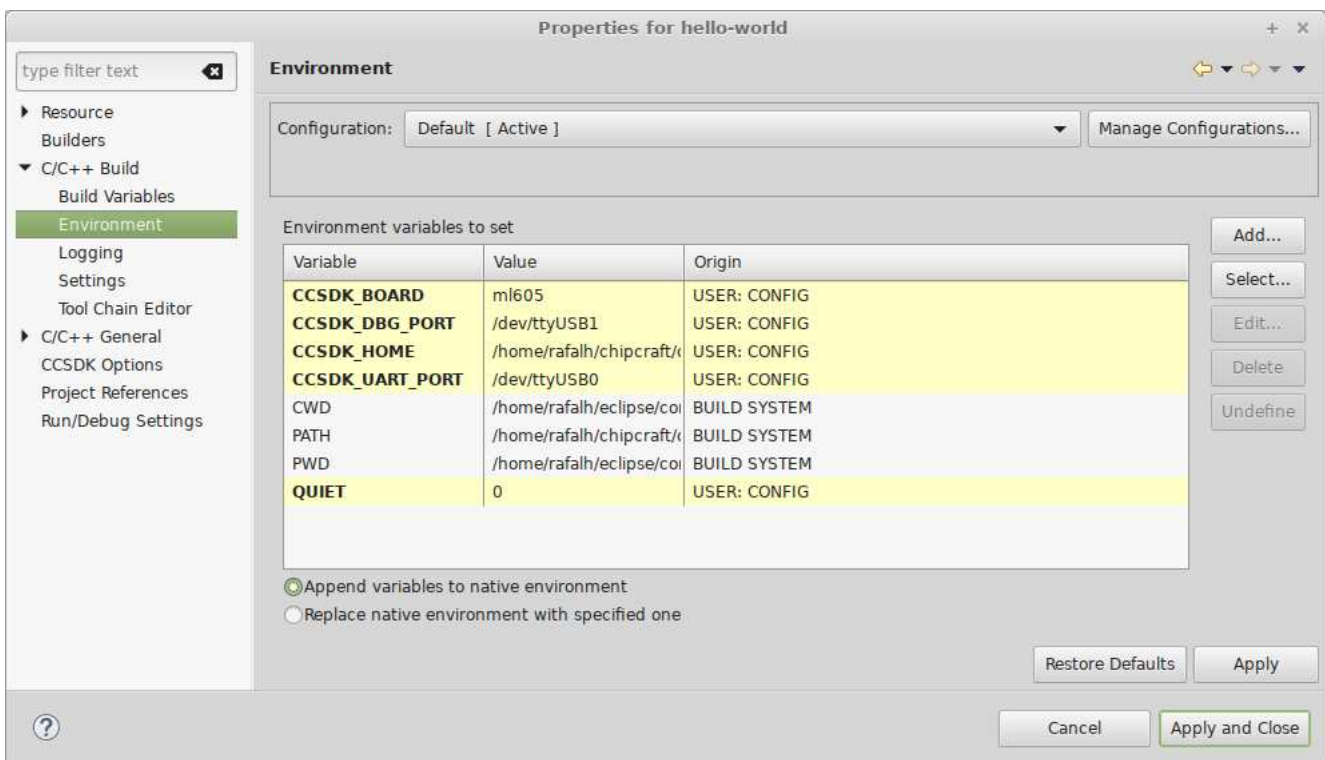 Properties for hello-world
type filter text
Environment
Resource
Builders
C/C++ Build
Build Variables
Environment
Logging
Settings
Tool Chain Editor
C/C++ General
CCSDK Options
Project References
Run/Debug Settings
Configuration: Default [ Active ] Manage Configurations...
Environment variables to set
Variable Value Origin
CCSDK_BOARD ml605 USER: CONFIG
CCSDK_DBG_PORT /dev/ttyUSB1 USER: CONFIG
CCSDK_HOME /home/rafalh/chipcraft/ USER: CONFIG
CCSDK_UART_PORT /dev/ttyUSB0 USER: CONFIG
CWD /home/rafalh/eclipse/co BUILD SYSTEM
PATH /home/rafalh/chipcraft/ BUILD SYSTEM
PWD /home/rafalh/eclipse/co BUILD SYSTEM
QUIET 0 USER: CONFIG
Add...
Select...
Edit...
Delete
Undefine
Append variables to native environment
Replace native environment with specified one
Restore Defaults Apply
? Cancel Apply and Close